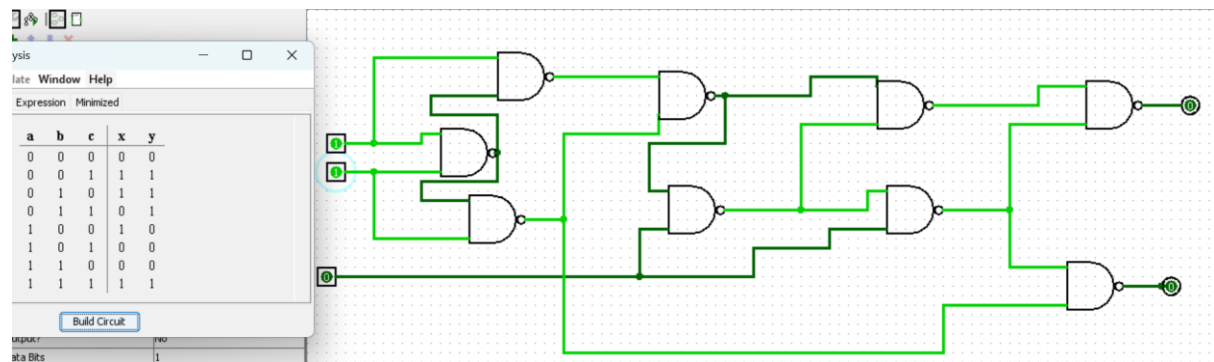 ysis
late Window Help
Expression Minimized
a b c x y
0 0 0 0 0
0 0 1 1 1
0 1 0 1 1
0 1 1 0 1
1 0 0 1 0
1 0 1 0 0
1 1 0 0 0
1 1 1 1 1
Build Circuit
utput? No
ata Bits 1
1
1
0
0
0